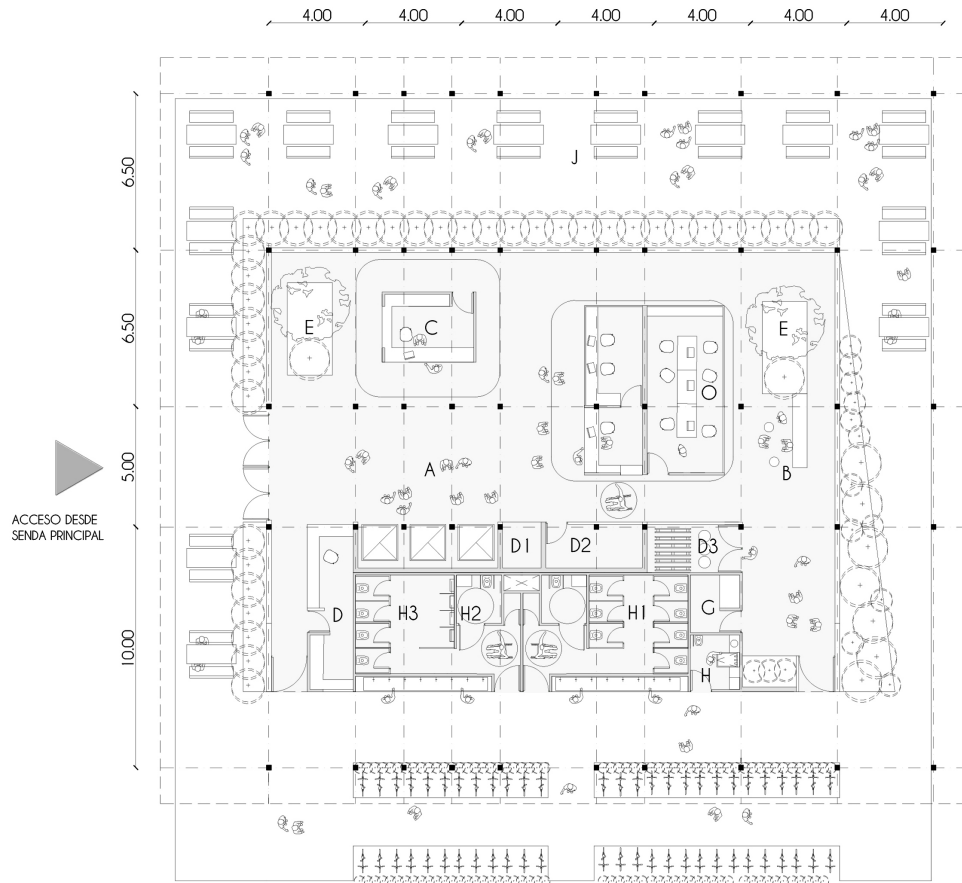 4.00 4.00 4.00 4.00 4.00 4.00 4.00
6.50
J
6.50
E
C
E
O
5.00
A
B
ACCESO DESDE
SENDA PRINCIPAL
D1
D2
D3
10.00
D
H3
H2
H1
G
H